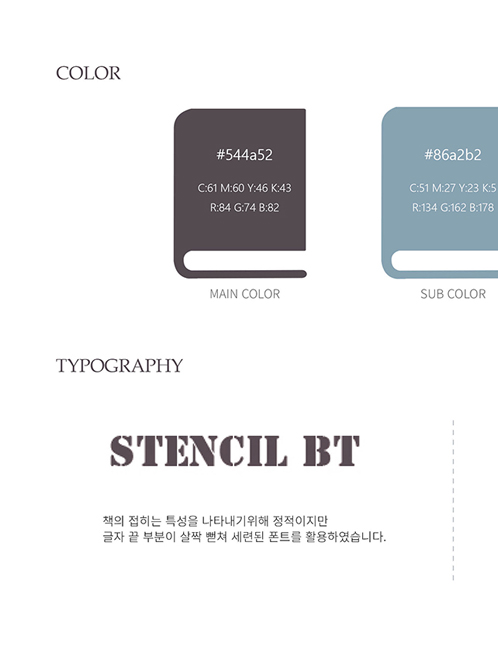 COLOR
#544a52
C:61 M:60 Y:46 K:43
R:84 G:74 B:82
MAIN COLOR
#86a2b2
C:51 M:27 Y:23 K:5
R:134 G:162 B:178
SUB COLOR
TYPOGRAPHY
STENCIL BT
책의 접히는 특성을 나타내기위해 정적이지만
글자 끝 부분이 살짝 뻗쳐 세련된 폰트를 활용하였습니다.